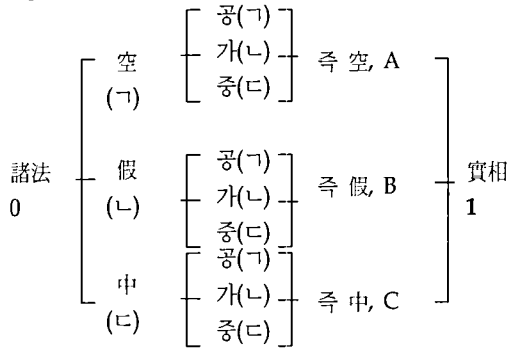 공(ㄱ)
空 가(ㄴ) 즉 空, A
(ㄱ) 중(ㄷ)
공(ㄱ)
諸法 假 가(ㄴ) 즉 假, B 實相
0 (ㄴ) 중(ㄷ) 1
공(ㄱ)
中 가(ㄴ) 즉 中, C
(ㄷ) 중(ㄷ)